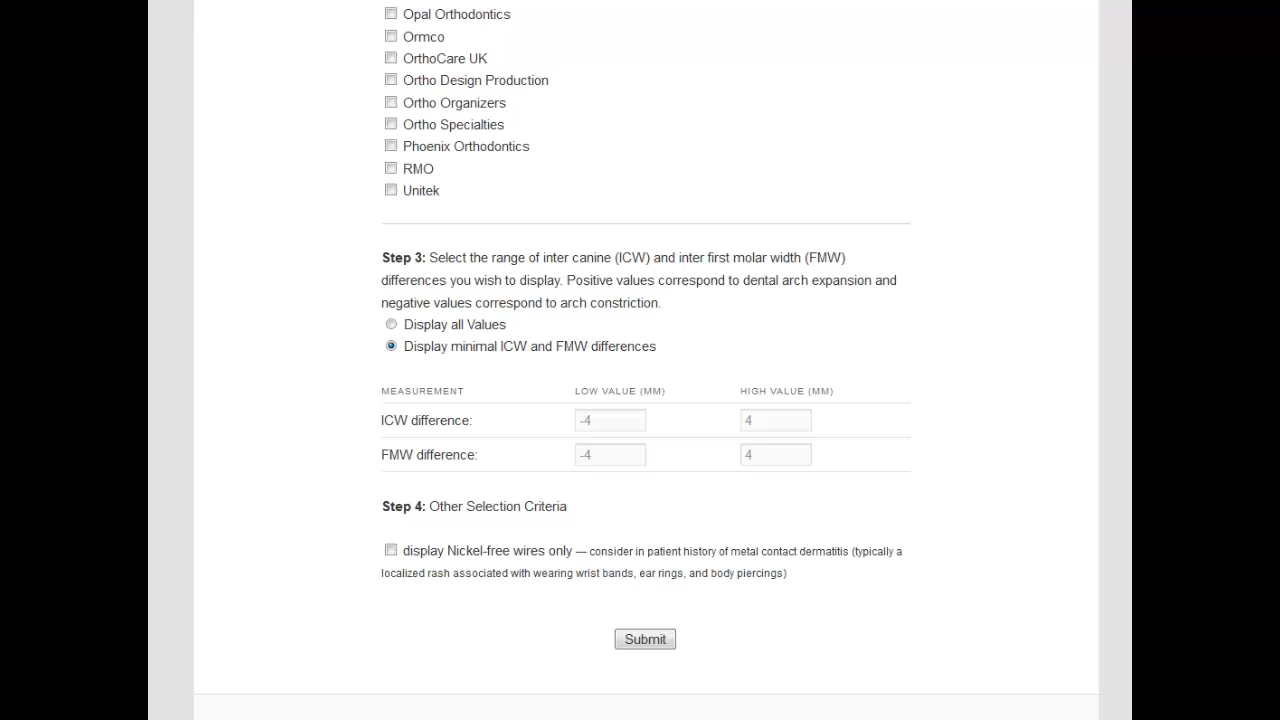 Opal Orthodontics
Ormco
OrthoCare UK
Ortho Design Production
Ortho Organizers
Ortho Specialties
Phoenix Orthodontics
RMO
Unitek
Step 3: Select the range of inter canine (ICW) and inter first molar width (FMW)
differences you wish to display. Positive values correspond to dental arch expansion and
negative values correspond to arch constriction.
Display all Values
Display minimal ICW and FMW differences
MEASUREMENT LOW VALUE (MM) HIGH VALUE (MM)
ICW difference: -4 4
FMW difference: -4 4
Step 4: Other Selection Criteria
display Nickel-free wires only — consider in patient history of metal contact dermatitis (typically a
localized rash associated with wearing wrist bands, ear rings, and body piercings)
Submit